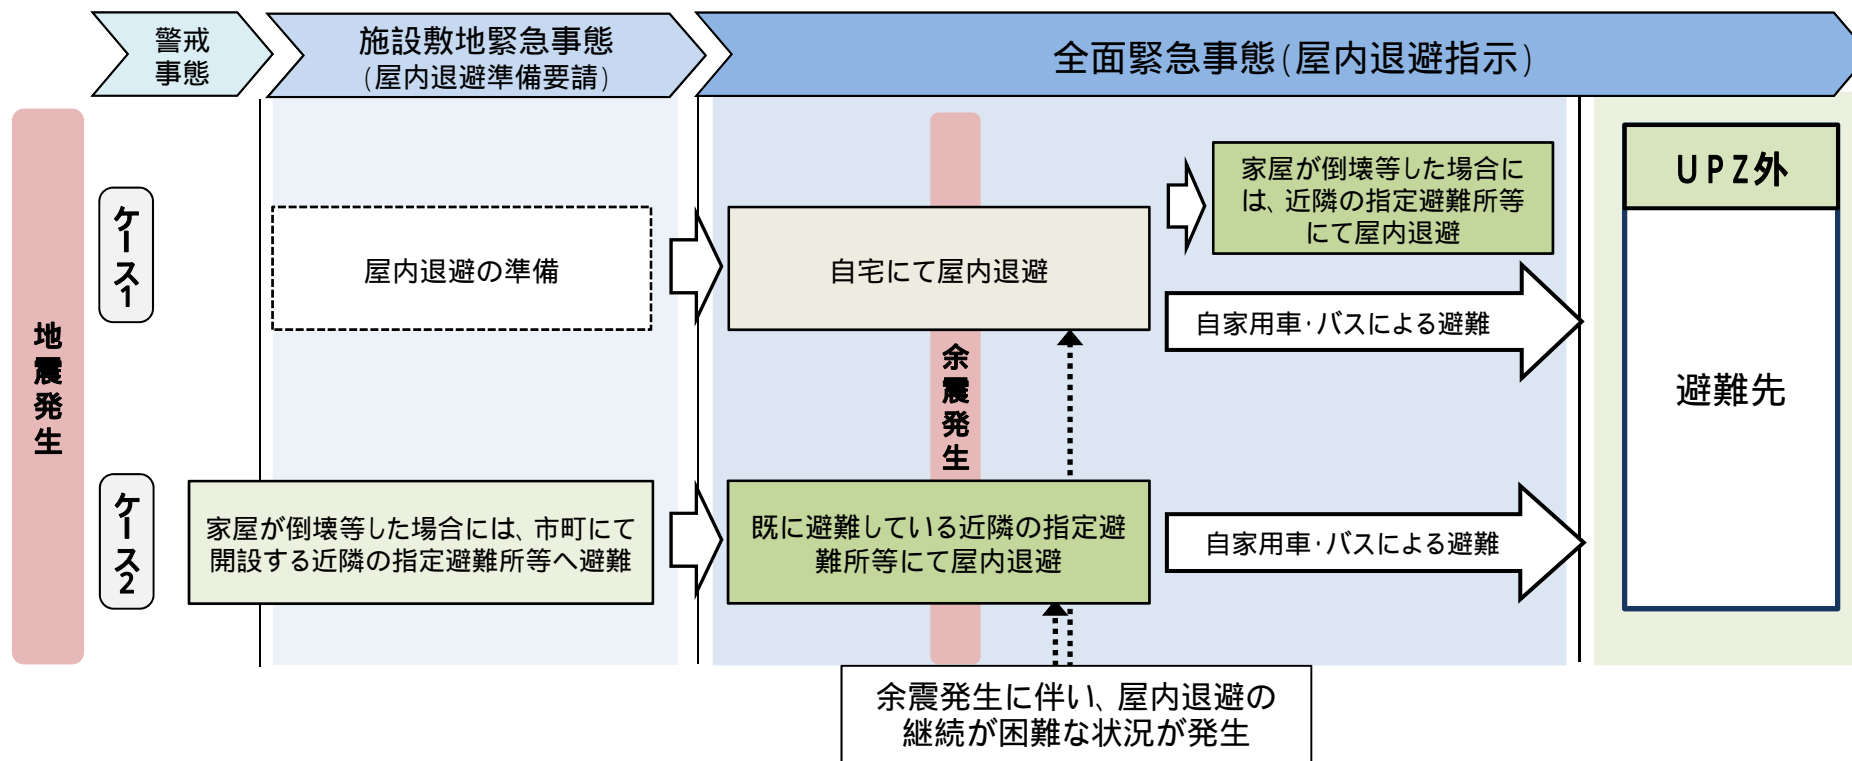 警戒
事態
施設敷地緊急事態
(屋内退避準備要請)
全面緊急事態(屋内退避指示)
地震発生
ケース1
屋内退避の準備
自宅にて屋内退避
家屋が倒壊等した場合に
は、近隣の指定避難所等
にて屋内退避
自家用車・バスによる避難
余震発生
ケース2
家屋が倒壊等した場合には、市町にて
開設する近隣の指定避難所等へ避難
既に避難している近隣の指定避
難所等にて屋内退避
自家用車・バスによる避難
UPZ外
避難先
余震発生に伴い、屋内退避の
継続が困難な状況が発生